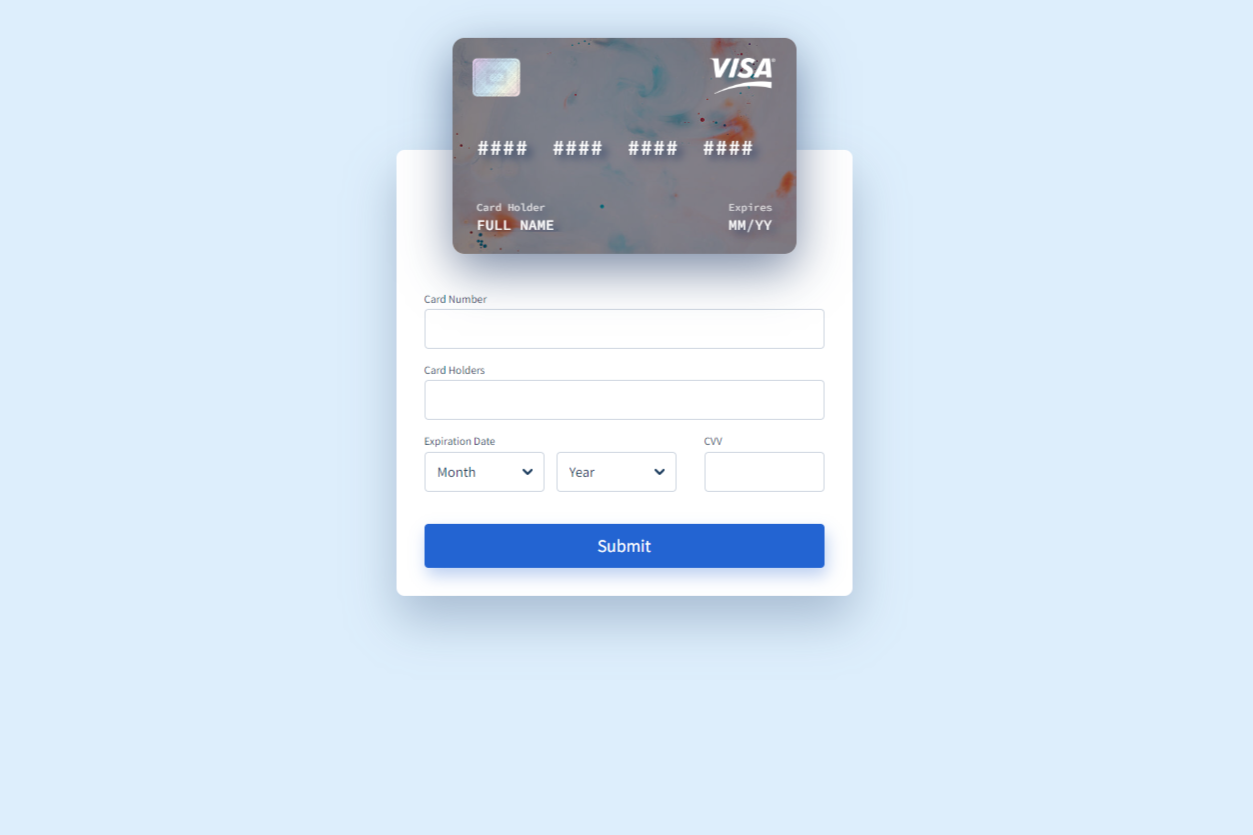 VISA
#### #### #### ####
Card Holder Expires
FULL NAME MM/YY
Card Number
Card Holders
Expiration Date CVV
Month Year
Submit